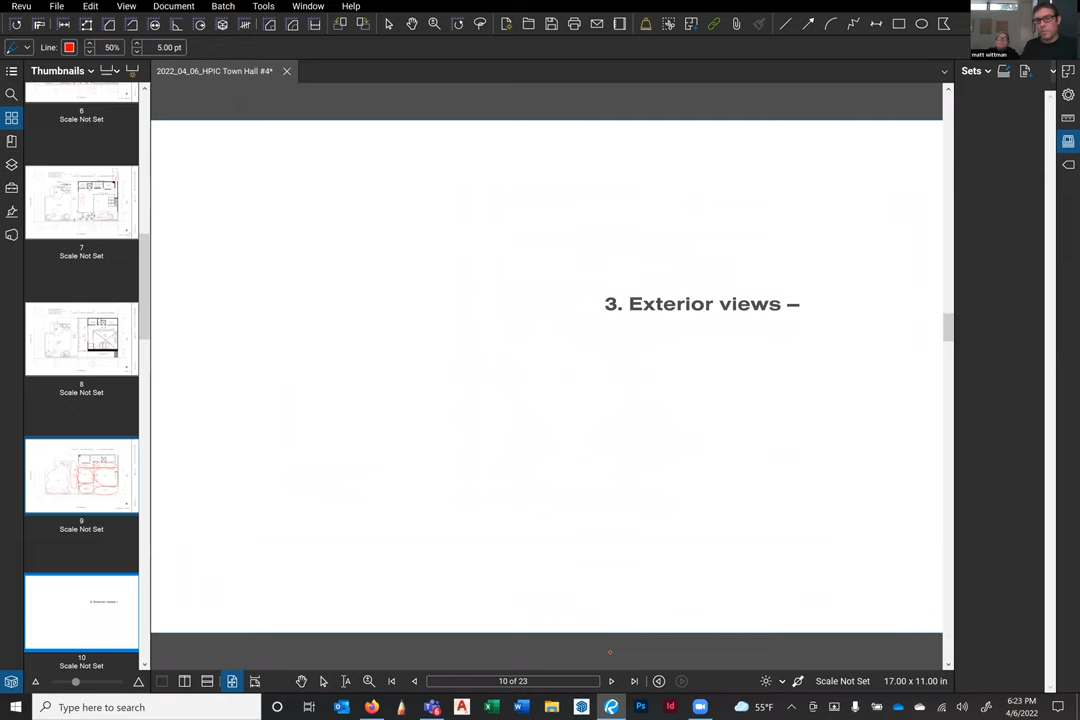 Revu File Edit View Document Batch Tools Window Help
Line: 50% 5.00 pt
matt wittman
Thumbnails
2022_04_06_HPIC Town Hall #4*
Sets
6
Scale Not Set
7
Scale Not Set
8
Scale Not Set
9
Scale Not Set
3. Exterior views –
3. Exterior views –
10
Scale Not Set
10 of 23
Scale Not Set
17.00 x 11.00 in
Type here to search
55°F
6:23 PM
4/6/2022